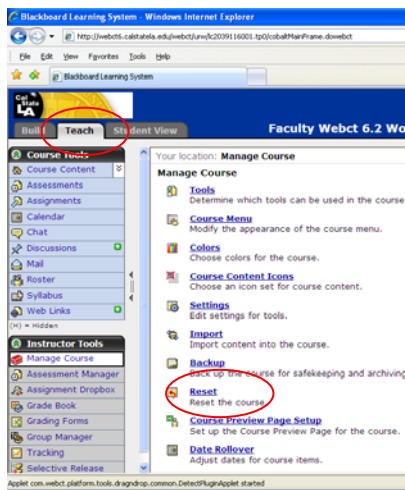 Blackboard Learning System - Windows Internet Explorer
http://webct6.calstatela.edu/webct/urw/lc2039116001.tp0/cobaltMainFrame.dowebct
File Edit View Favorites Tools Help
Blackboard Learning System
Cal State
LA
Build Teach Student View Faculty Webct 6.2 Wo
Course Tools
Course Content
Assessments
Assignments
Calendar
Chat
Discussions
Mail
Roster
Syllabus
Web Links
(H) = Hidden
Instructor Tools
Manage Course
Assessment Manager
Assignment Dropbox
Grade Book
Grading Forms
Group Manager
Tracking
Selective Release
Your location: Manage Course
Manage Course
Tools
Determine which tools can be used in the course
Course Menu
Modify the appearance of the course menu.
Colors
Choose colors for the course.
Course Content Icons
Choose an icon set for course content.
Settings
Edit settings for tools.
Import
Import content into the course.
Backup
Back up the course for safekeeping and archiving
Reset
Reset the course
Course Preview Page Setup
Set up the Course Preview Page for the course.
Date Rollover
Adjust dates for course items.
Applet com.webct.platform.tools.dragndrop.common.DetectPluginApplet started